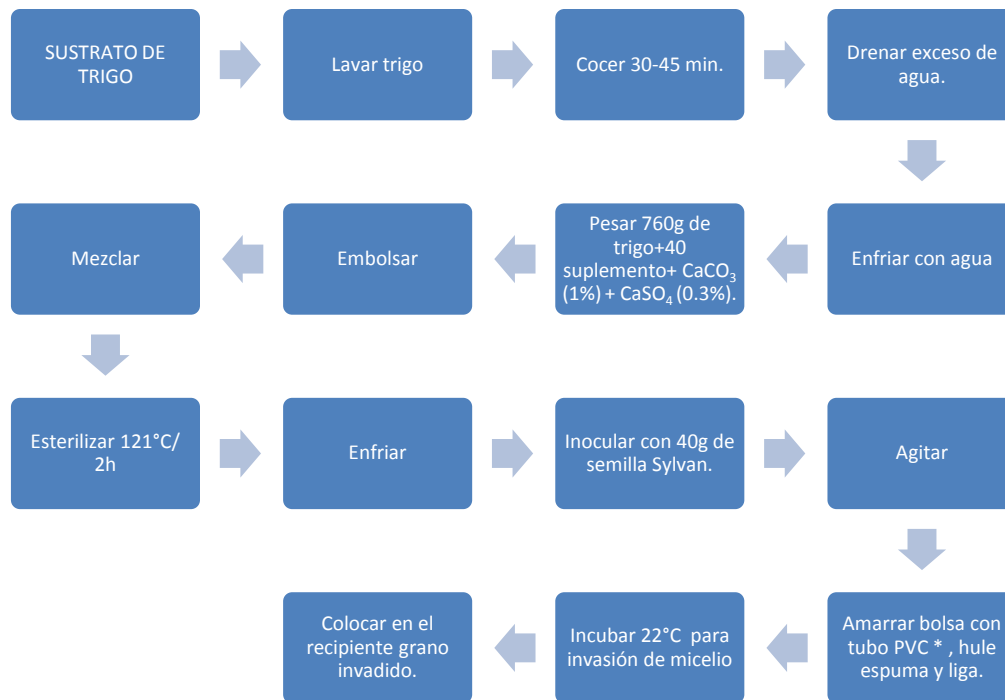 SUSTRATO DE
TRIGO
Lavar trigo
Cocer 30-45 min.
Drenar exceso de
agua.
Enfriar con agua
Pesar 760g de
trigo+40
suplemento+ CaCO₃
(1%) + CaSO₄ (0.3%).
Embolsar
Mezclar
Esterilizar 121°C/
2h
Enfriar
Inocular con 40g de
semilla Sylvan.
Agitar
Amarrar bolsa con
tubo PVC * , hule
espuma y liga.
Incubar 22°C para
invasión de micelio
Colocar en el
recipiente grano
invadido.